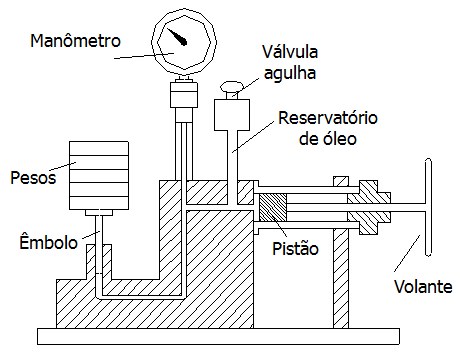 Manômetro
Válvula
agulha
Reservatório
de óleo
Pesos
Êmbolo
Pistão
Volante